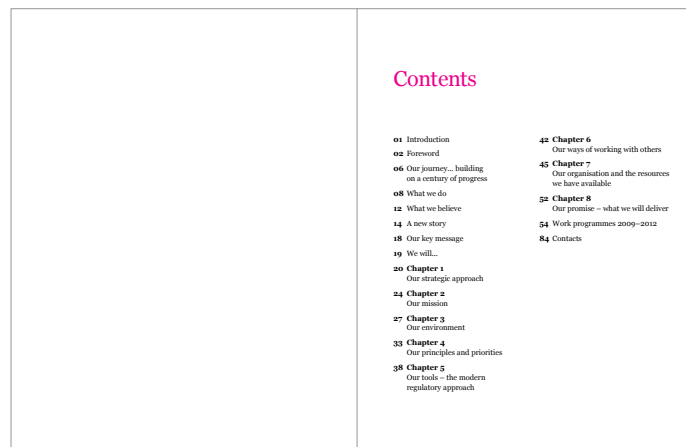 Contents
01 Introduction
02 Foreword
06 Our journey... building
on a century of progress
08 What we do
12 What we believe
14 A new story
18 Our key message
19 We will...
20 Chapter 1
Our strategic approach
24 Chapter 2
Our mission
27 Chapter 3
Our environment
33 Chapter 4
Our principles and priorities
38 Chapter 5
Our tools – the modern
regulatory approach
42 Chapter 6
Our ways of working with others
45 Chapter 7
Our organisation and the resources
we have available
52 Chapter 8
Our promise – what we will deliver
54 Work programmes 2009–2012
84 Contacts